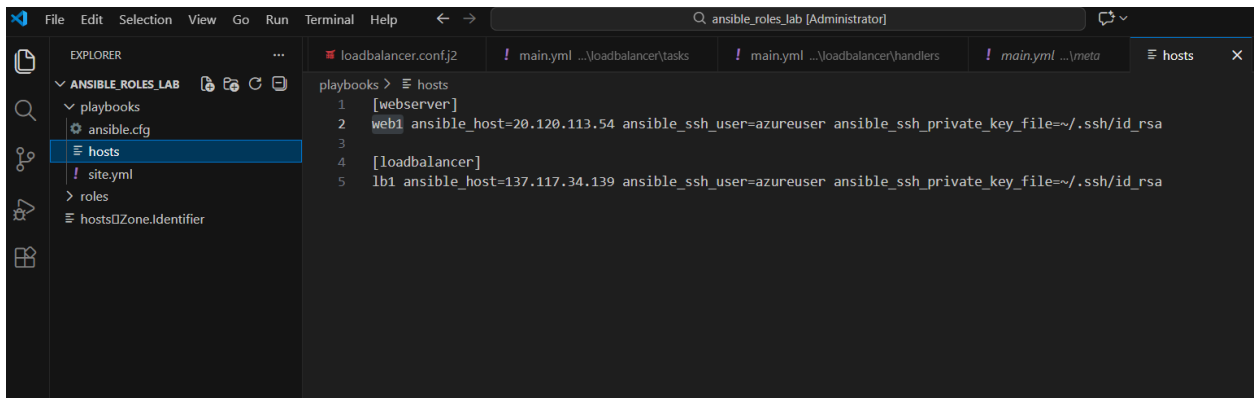 File Edit Selection View Go Run Terminal Help ansible_roles_lab [Administrator]
EXPLORER
loadbalancer.conf.j2 main.yml ...\loadbalancer\tasks main.yml ...\loadbalancer\handlers main.yml ...\meta hosts
ANSIBLE_ROLES_LAB
playbooks
ansible.cfg
hosts
site.yml
roles
hosts▯Zone.Identifier
playbooks > hosts
1 [webserver]
2 web1 ansible_host=20.120.113.54 ansible_ssh_user=azureuser ansible_ssh_private_key_file=~/.ssh/id_rsa
3
4 [loadbalancer]
5 lb1 ansible_host=137.117.34.139 ansible_ssh_user=azureuser ansible_ssh_private_key_file=~/.ssh/id_rsa